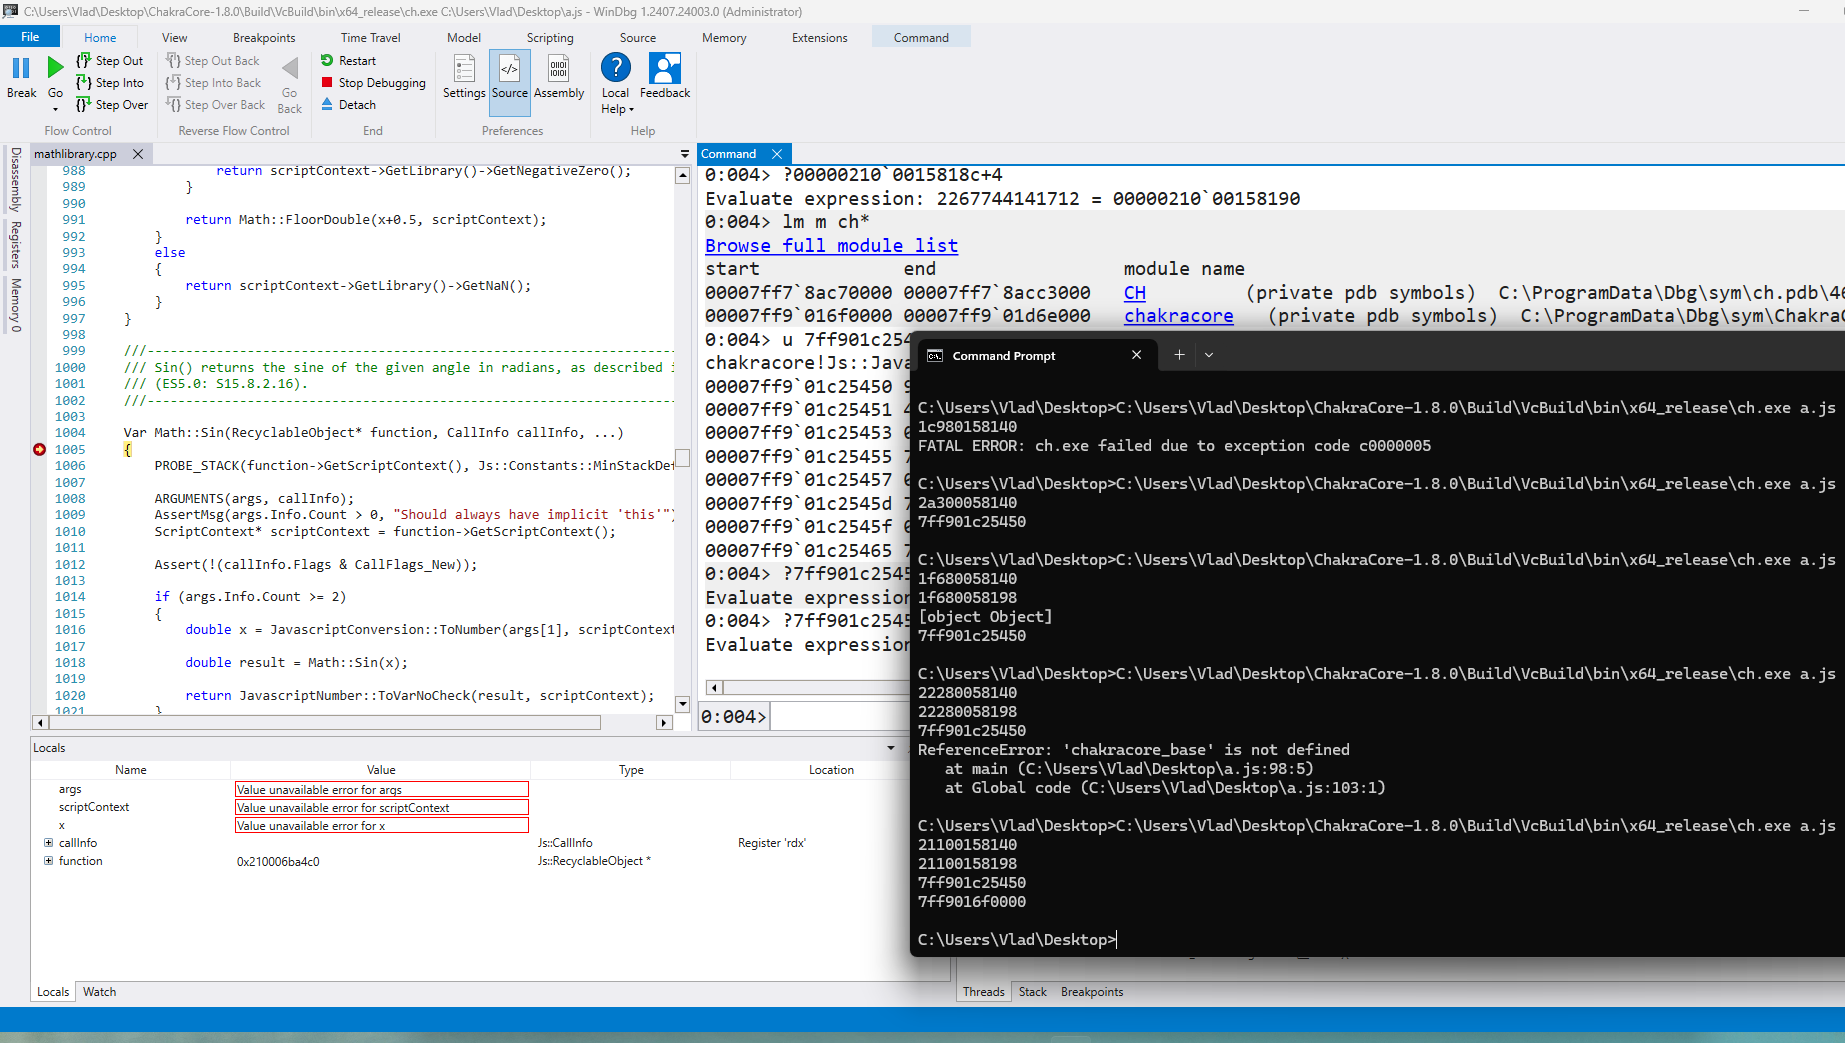 C:\Users\Vlad\Desktop\ChakraCore-1.8.0\Build\VcBuild\bin\x64_release\ch.exe C:\Users\Vlad\Desktop\a.js - WinDbg 1.2407.24003.0 (Administrator)
File Home View Breakpoints Time Travel Model Scripting Source Memory Extensions Command
Break
Go
Step Out
Step Into
Step Over
Flow Control
Step Out Back
Step Into Back
Step Over Back
Go Back
Reverse Flow Control
Restart
Stop Debugging
Detach
End
Settings
Source
Assembly
Preferences
Local Help
Feedback
Help
Disassembly
Registers
Memory 0
mathlibrary.cpp
988 return scriptContext->GetLibrary()->GetNegativeZero();
989 }
990
991 return Math::FloorDouble(x+0.5, scriptContext);
992 }
993 else
994 {
995 return scriptContext->GetLibrary()->GetNaN();
996 }
997 }
998
999 ///---------------------------------------------------------------------
1000 /// Sin() returns the sine of the given angle in radians, as described
1001 /// (ES5.0: S15.8.2.16).
1002 ///---------------------------------------------------------------------
1003
1004 Var Math::Sin(RecyclableObject* function, CallInfo callInfo, ...)
1005 {
1006 PROBE_STACK(function->GetScriptContext(), Js::Constants::MinStackDe
1007
1008 ARGUMENTS(args, callInfo);
1009 AssertMsg(args.Info.Count > 0, "Should always have implicit 'this'")
1010 ScriptContext* scriptContext = function->GetScriptContext();
1011
1012 Assert(!(callInfo.Flags & CallFlags_New));
1013
1014 if (args.Info.Count >= 2)
1015 {
1016 double x = JavascriptConversion::ToNumber(args[1], scriptContext
1017
1018 double result = Math::Sin(x);
1019
1020 return JavascriptNumber::ToVarNoCheck(result, scriptContext);
1021 }
Command
0:004> ?00000210`0015818c+4
Evaluate expression: 2267744141712 = 00000210`00158190
0:004> lm m ch*
Browse full module list
start end module name
00007ff7`8ac70000 00007ff7`8acc3000 CH (private pdb symbols) C:\ProgramData\Dbg\sym\ch.pdb\46
00007ff9`016f0000 00007ff9`01d6e000 chakracore (private pdb symbols) C:\ProgramData\Dbg\sym\ChakraC
0:004> u 7ff901c254
chakracore!Js::Java
00007ff9`01c25450 9
00007ff9`01c25451 4
00007ff9`01c25453 0
00007ff9`01c25455 7
00007ff9`01c25457 0
00007ff9`01c2545d 7
00007ff9`01c2545f 0
00007ff9`01c25465 7
0:004> ?7ff901c2545
Evaluate expression
0:004> ?7ff901c2545
Evaluate expression
0:004>
Command Prompt
C:\Users\Vlad\Desktop>C:\Users\Vlad\Desktop\ChakraCore-1.8.0\Build\VcBuild\bin\x64_release\ch.exe a.js
1c980158140
FATAL ERROR: ch.exe failed due to exception code c0000005
C:\Users\Vlad\Desktop>C:\Users\Vlad\Desktop\ChakraCore-1.8.0\Build\VcBuild\bin\x64_release\ch.exe a.js
2a300058140
7ff901c25450
C:\Users\Vlad\Desktop>C:\Users\Vlad\Desktop\ChakraCore-1.8.0\Build\VcBuild\bin\x64_release\ch.exe a.js
1f680058140
1f680058198
[object Object]
7ff901c25450
C:\Users\Vlad\Desktop>C:\Users\Vlad\Desktop\ChakraCore-1.8.0\Build\VcBuild\bin\x64_release\ch.exe a.js
22280058140
22280058198
7ff901c25450
ReferenceError: 'chakracore_base' is not defined
at main (C:\Users\Vlad\Desktop\a.js:98:5)
at Global code (C:\Users\Vlad\Desktop\a.js:103:1)
C:\Users\Vlad\Desktop>C:\Users\Vlad\Desktop\ChakraCore-1.8.0\Build\VcBuild\bin\x64_release\ch.exe a.js
21100158140
21100158198
7ff901c25450
7ff9016f0000
C:\Users\Vlad\Desktop>
Locals
Name Value Type Location
args Value unavailable error for args
scriptContext Value unavailable error for scriptContext
x Value unavailable error for x
callInfo Js::CallInfo Register 'rdx'
function 0x210006ba4c0 Js::RecyclableObject *
Locals Watch
Threads Stack Breakpoints